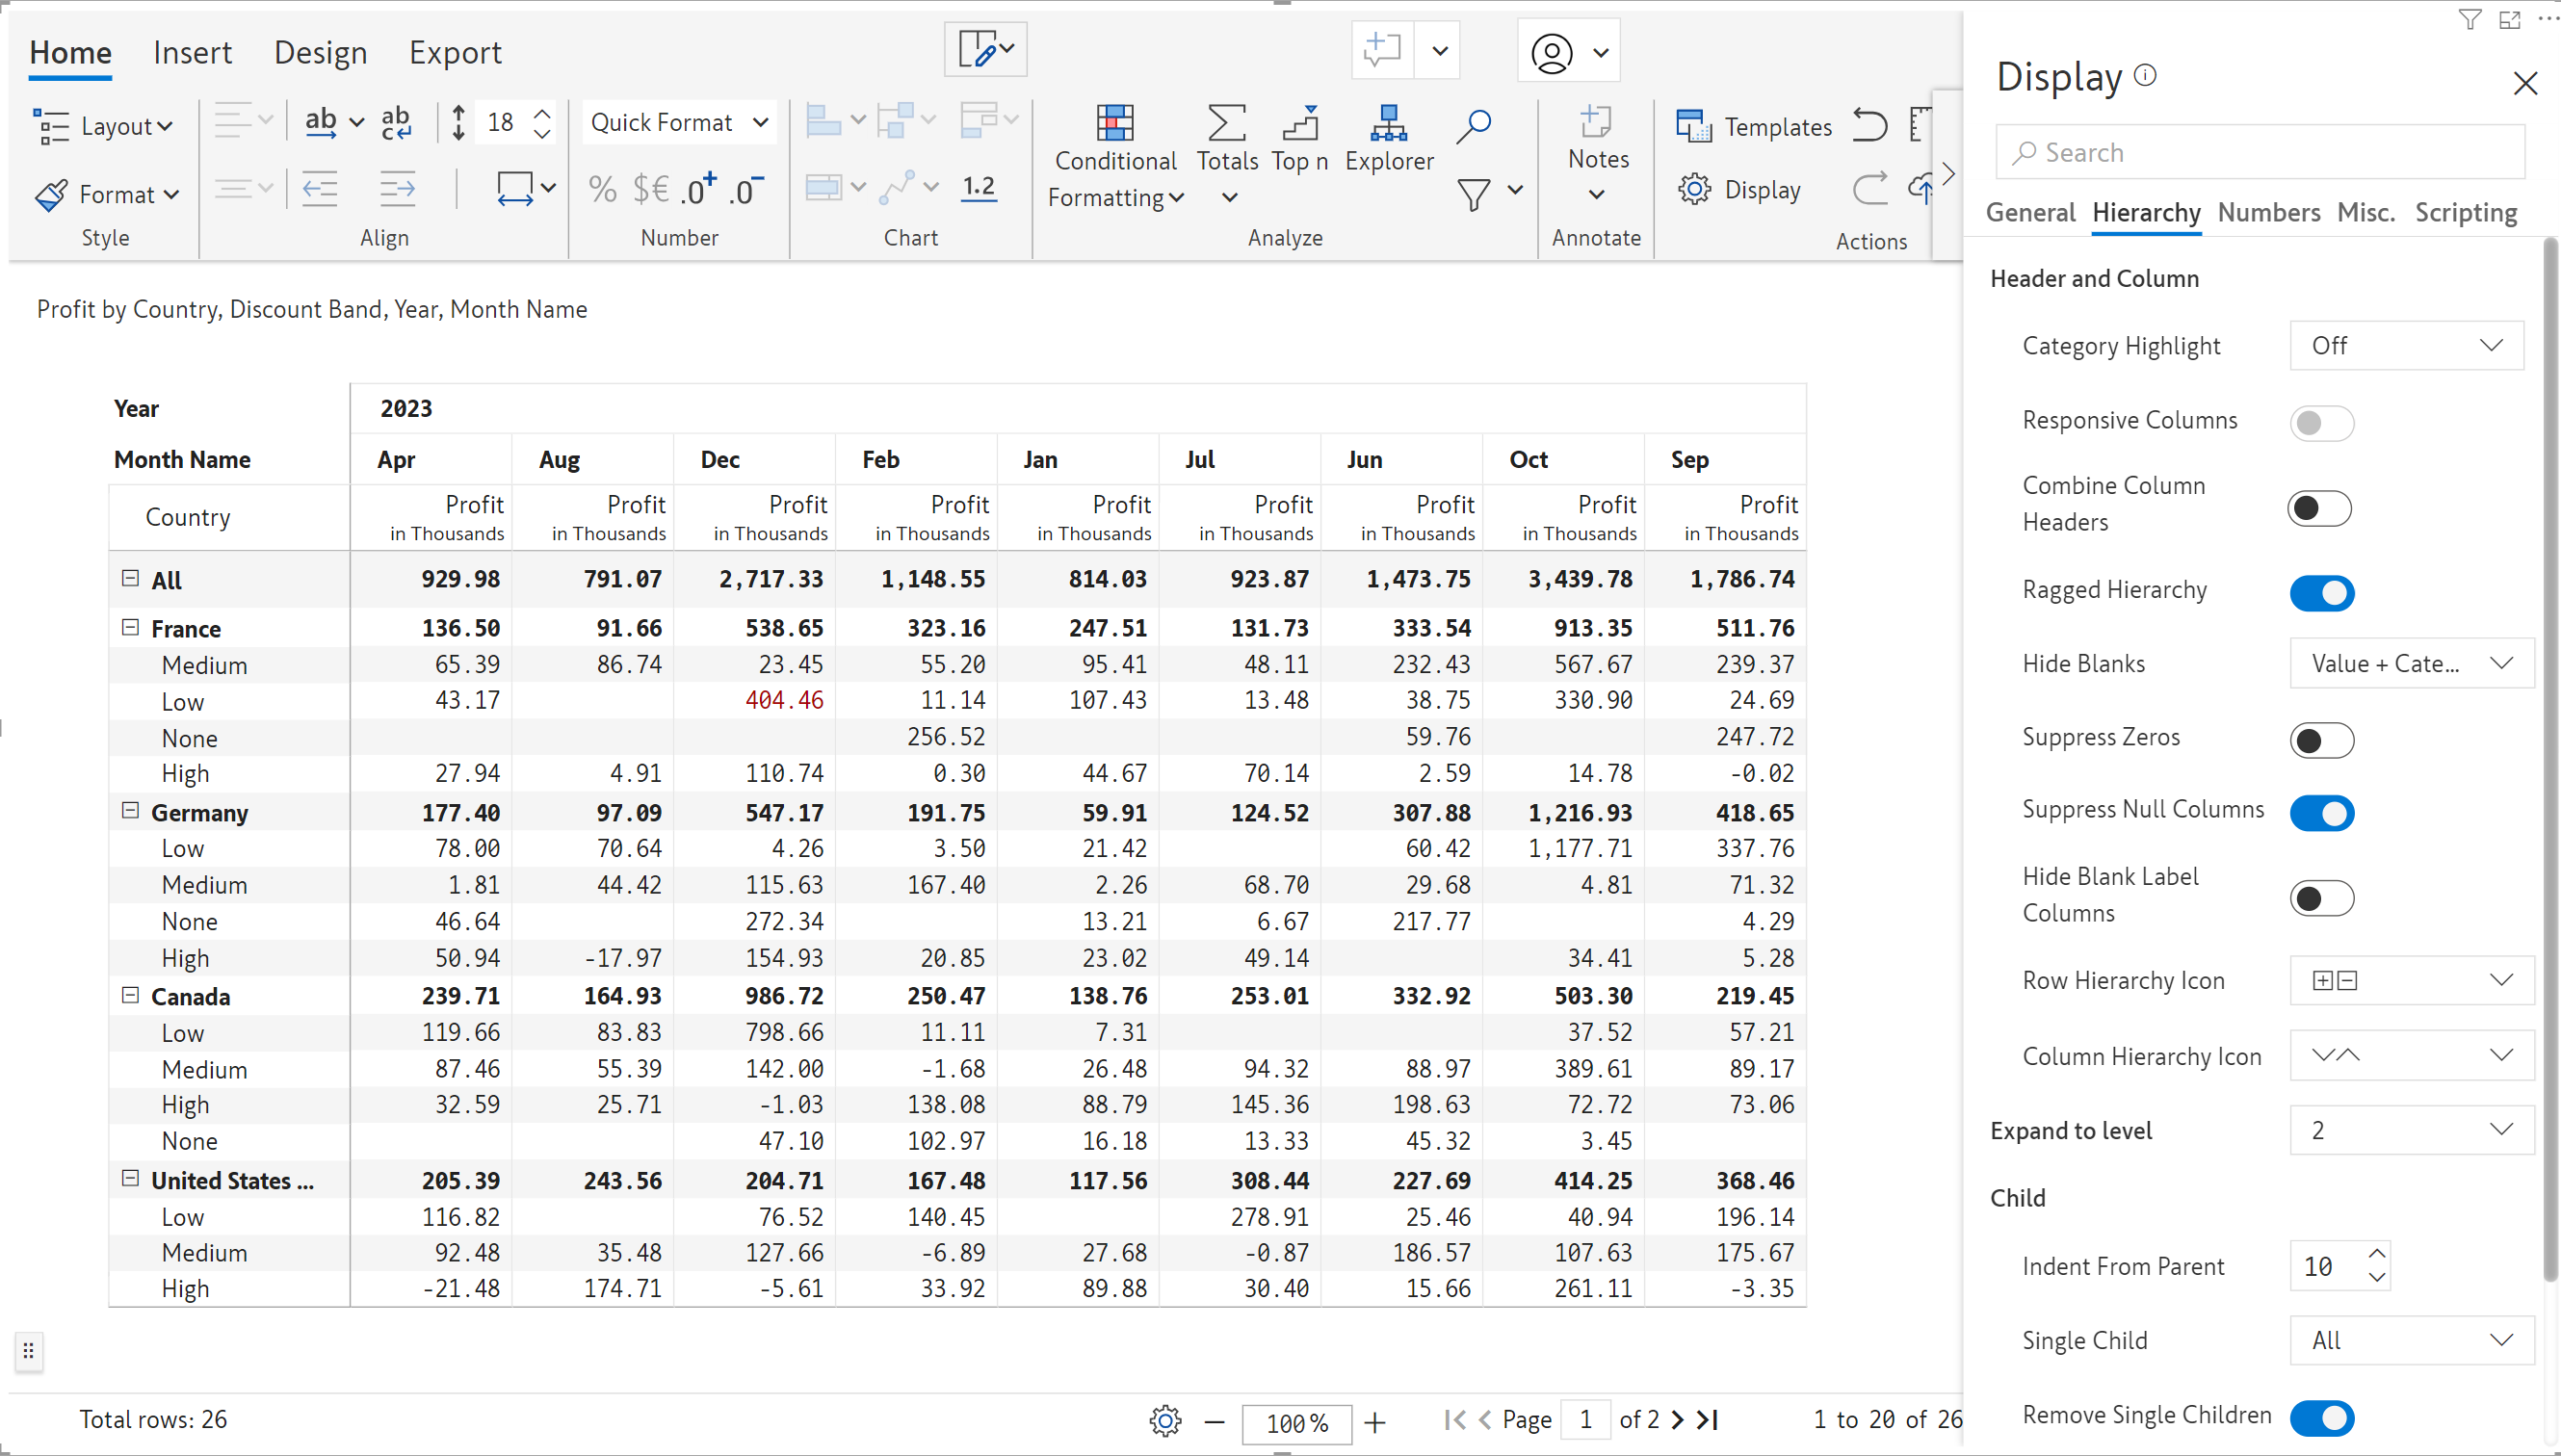 Home Insert Design Export
Layout
Format
Style
ab
ab
c
18
Align
Quick Format
% $€ .0+ .0−
Number
1.2
Chart
Conditional
Formatting
Totals
Top n
Explorer
Analyze
Notes
Annotate
Templates
Display
Actions
Profit by Country, Discount Band, Year, Month Name
Year 2023
Month Name Apr Aug Dec Feb Jan Jul Jun Oct Sep
Country Profit Profit Profit Profit Profit Profit Profit Profit Profit
in Thousands in Thousands in Thousands in Thousands in Thousands in Thousands in Thousands in Thousands in Thousands
All 929.98 791.07 2,717.33 1,148.55 814.03 923.87 1,473.75 3,439.78 1,786.74
France 136.50 91.66 538.65 323.16 247.51 131.73 333.54 913.35 511.76
Medium 65.39 86.74 23.45 55.20 95.41 48.11 232.43 567.67 239.37
Low 43.17 404.46 11.14 107.43 13.48 38.75 330.90 24.69
None 256.52 59.76 247.72
High 27.94 4.91 110.74 0.30 44.67 70.14 2.59 14.78 -0.02
Germany 177.40 97.09 547.17 191.75 59.91 124.52 307.88 1,216.93 418.65
Low 78.00 70.64 4.26 3.50 21.42 60.42 1,177.71 337.76
Medium 1.81 44.42 115.63 167.40 2.26 68.70 29.68 4.81 71.32
None 46.64 272.34 13.21 6.67 217.77 4.29
High 50.94 -17.97 154.93 20.85 23.02 49.14 34.41 5.28
Canada 239.71 164.93 986.72 250.47 138.76 253.01 332.92 503.30 219.45
Low 119.66 83.83 798.66 11.11 7.31 37.52 57.21
Medium 87.46 55.39 142.00 -1.68 26.48 94.32 88.97 389.61 89.17
High 32.59 25.71 -1.03 138.08 88.79 145.36 198.63 72.72 73.06
None 47.10 102.97 16.18 13.33 45.32 3.45
United States ... 205.39 243.56 204.71 167.48 117.56 308.44 227.69 414.25 368.46
Low 116.82 76.52 140.45 278.91 25.46 40.94 196.14
Medium 92.48 35.48 127.66 -6.89 27.68 -0.87 186.57 107.63 175.67
High -21.48 174.71 -5.61 33.92 89.88 30.40 15.66 261.11 -3.35
Total rows: 26
100%
Page 1 of 2
1 to 20 of 26
Display
Search
General Hierarchy Numbers Misc. Scripting
Header and Column
Category Highlight Off
Responsive Columns
Combine Column
Headers
Ragged Hierarchy
Hide Blanks Value + Cate...
Suppress Zeros
Suppress Null Columns
Hide Blank Label
Columns
Row Hierarchy Icon
Column Hierarchy Icon
Expand to level 2
Child
Indent From Parent 10
Single Child All
Remove Single Children